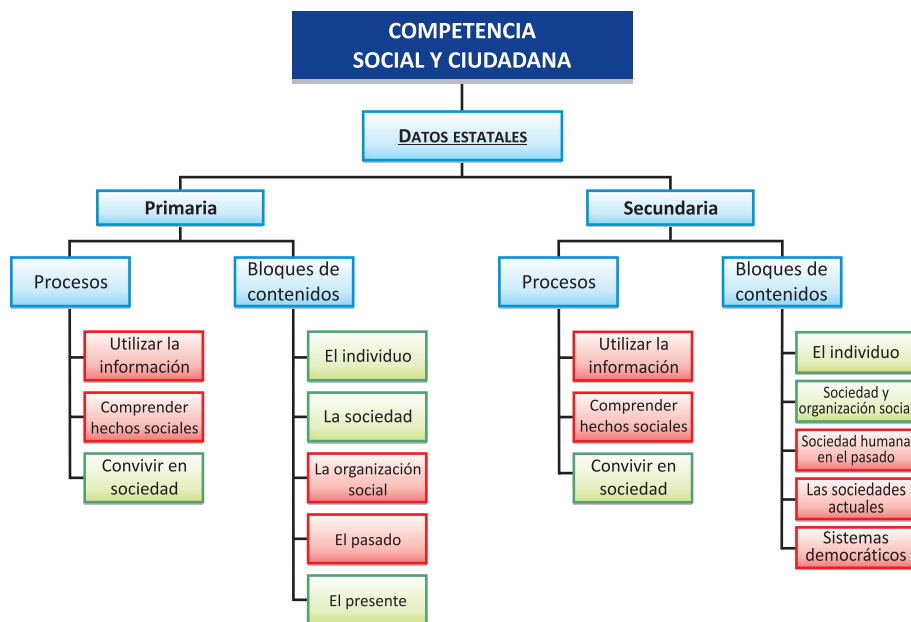 COMPETENCIA
SOCIAL Y CIUDADANA
DATOS ESTATALES
Primaria
Secundaria
Procesos
Bloques de
contenidos
Procesos
Bloques de
contenidos
Utilizar la
información
Comprender
hechos sociales
Convivir en
sociedad
El individuo
La sociedad
La organización
social
El pasado
El presente
Utilizar la
información
Comprender
hechos sociales
Convivir en
sociedad
El individuo
Sociedad y
organización social
Sociedad humana
en el pasado
Las sociedades
actuales
Sistemas
democráticos